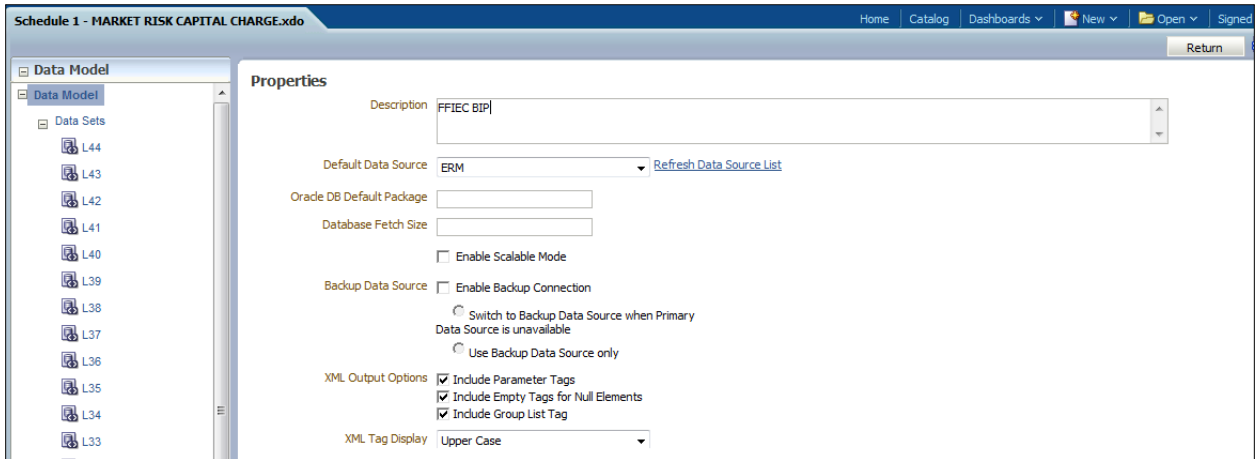 Schedule 1 - MARKET RISK CAPITAL CHARGE.xdo
Home Catalog Dashboards New Open Signed
Return
Data Model
Data Model
Data Sets
L44
L43
L42
L41
L40
L39
L38
L37
L36
L35
L34
L33
Properties
Description FFIEC BIP
Default Data Source ERM Refresh Data Source List
Oracle DB Default Package
Database Fetch Size
Enable Scalable Mode
Backup Data Source Enable Backup Connection
Switch to Backup Data Source when Primary
Data Source is unavailable
Use Backup Data Source only
XML Output Options Include Parameter Tags
Include Empty Tags for Null Elements
Include Group List Tag
XML Tag Display Upper Case